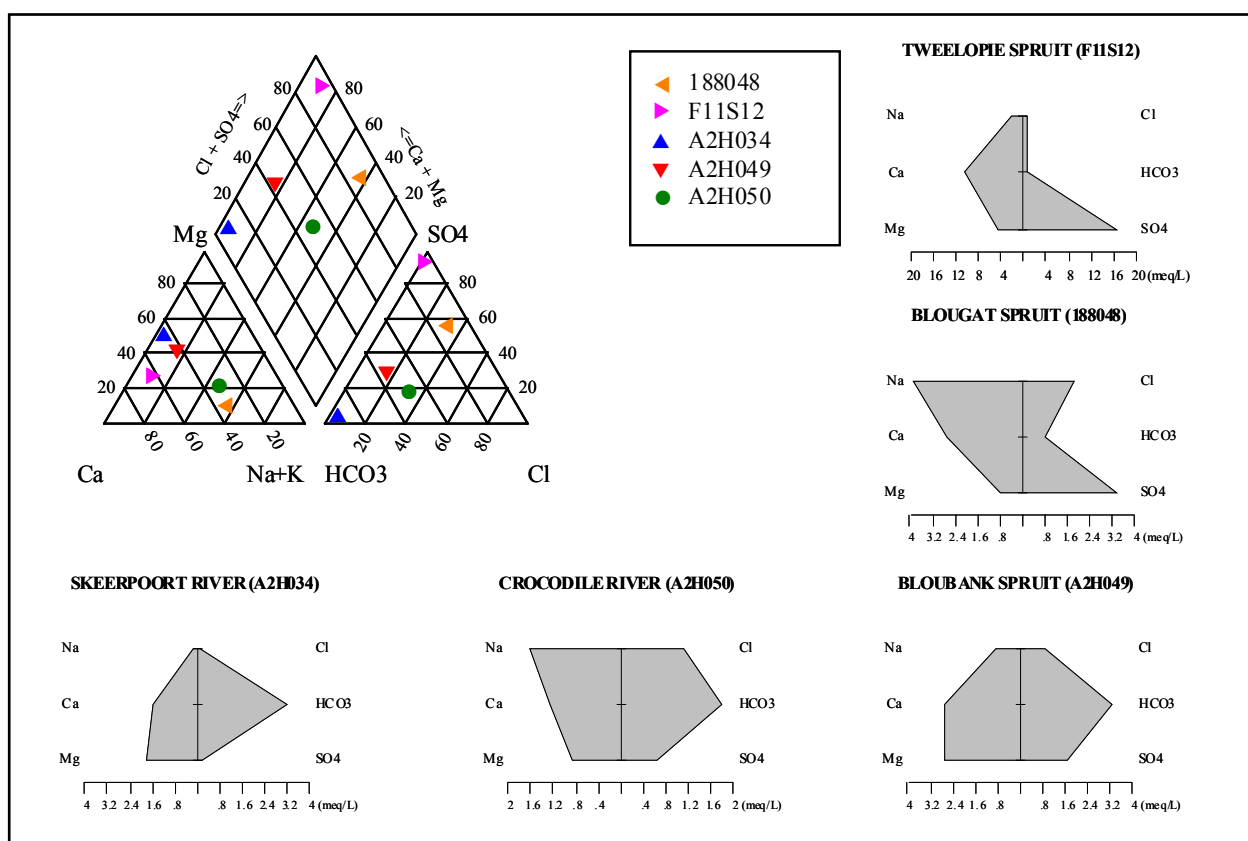 188048
F11S12
A2H034
A2H049
A2H050
80 80
60 60
40 40
20 20
Cl + SO4=>
<=Ca + Mg
Mg SO4
80 80
60 60
40 40
20 20
80 60 40 20 20 40 60 80
Ca Na+K HCO3 Cl
TWEELOPIE SPRUIT (F11S12)
Na Cl
Ca HCO3
Mg SO4
20 16 12 8 4 4 8 12 16 20 (meq/L)
BLOUGAT SPRUIT (188048)
Na Cl
Ca HCO3
Mg SO4
4 3.2 2.4 1.6 .8 .8 1.6 2.4 3.2 4 (meq/L)
SKEERPOORT RIVER (A2H034)
Na Cl
Ca HCO3
Mg SO4
4 3.2 2.4 1.6 .8 .8 1.6 2.4 3.2 4 (meq/L)
CROCODILE RIVER (A2H050)
Na Cl
Ca HCO3
Mg SO4
2 1.6 1.2 .8 .4 .4 .8 1.2 1.6 2 (meq/L)
BLOUBANK SPRUIT (A2H049)
Na Cl
Ca HCO3
Mg SO4
4 3.2 2.4 1.6 .8 .8 1.6 2.4 3.2 4 (meq/L)